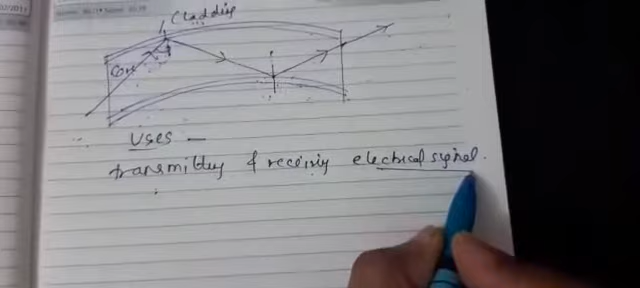 Cladding
Core
Uses —
transmitting & receiving electrical signal.